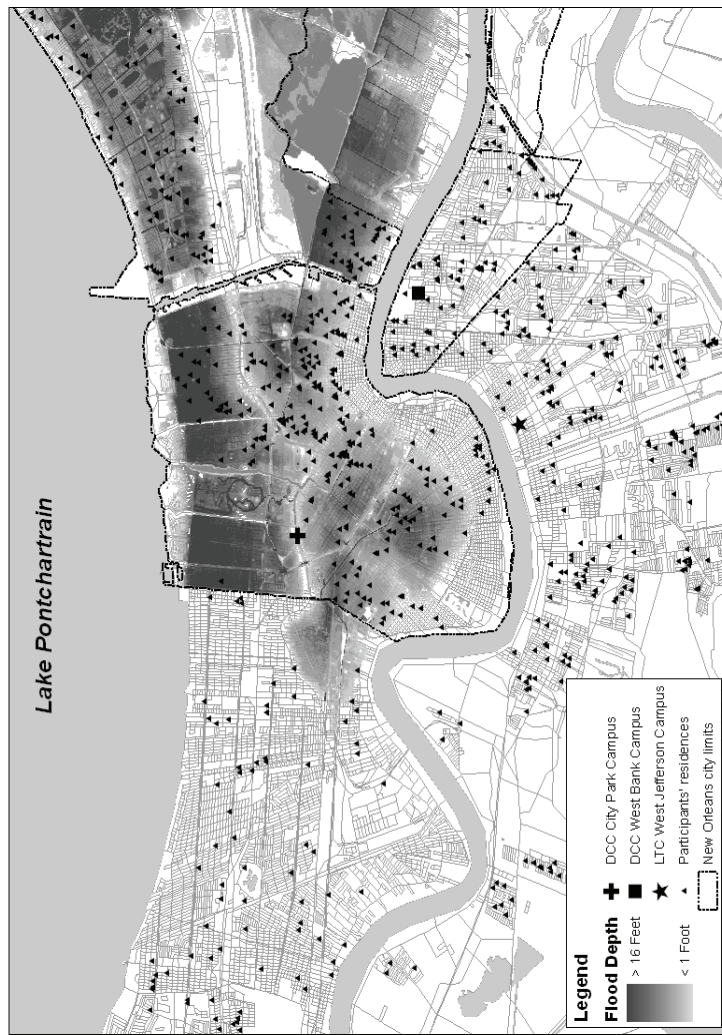 Lake Pontchartrain
Legend
Flood Depth
> 16 Feet
< 1 Foot
DCC City Park Campus
DCC West Bank Campus
LTC West Jefferson Campus
Participants' residences
New Orleans city limits